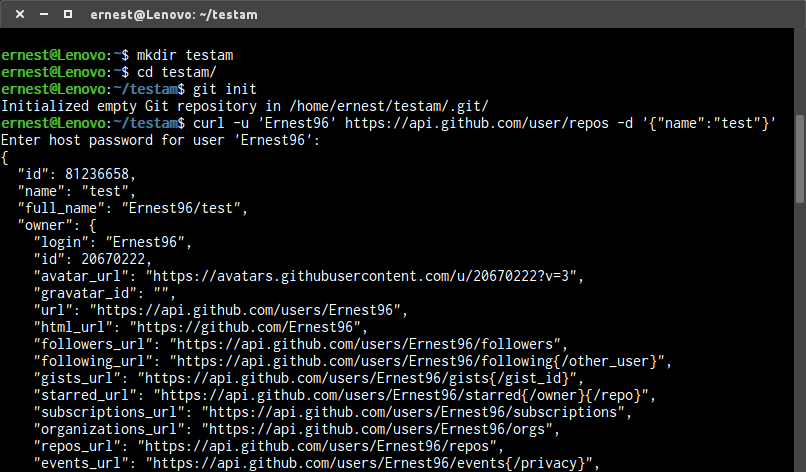 ernest@Lenovo: ~/testam
ernest@Lenovo:~$ mkdir testam
ernest@Lenovo:~$ cd testam/
ernest@Lenovo:~/testam$ git init
Initialized empty Git repository in /home/ernest/testam/.git/
ernest@Lenovo:~/testam$ curl -u 'Ernest96' https://api.github.com/user/repos -d '{"name":"test"}'
Enter host password for user 'Ernest96':
{
  "id": 81236658,
  "name": "test",
  "full_name": "Ernest96/test",
  "owner": {
    "login": "Ernest96",
    "id": 20670222,
    "avatar_url": "https://avatars.githubusercontent.com/u/20670222?v=3",
    "gravatar_id": "",
    "url": "https://api.github.com/users/Ernest96",
    "html_url": "https://github.com/Ernest96",
    "followers_url": "https://api.github.com/users/Ernest96/followers",
    "following_url": "https://api.github.com/users/Ernest96/following{/other_user}",
    "gists_url": "https://api.github.com/users/Ernest96/gists{/gist_id}",
    "starred_url": "https://api.github.com/users/Ernest96/starred{/owner}{/repo}",
    "subscriptions_url": "https://api.github.com/users/Ernest96/subscriptions",
    "organizations_url": "https://api.github.com/users/Ernest96/orgs",
    "repos_url": "https://api.github.com/users/Ernest96/repos",
    "events_url": "https://api.github.com/users/Ernest96/events{/privacy}",